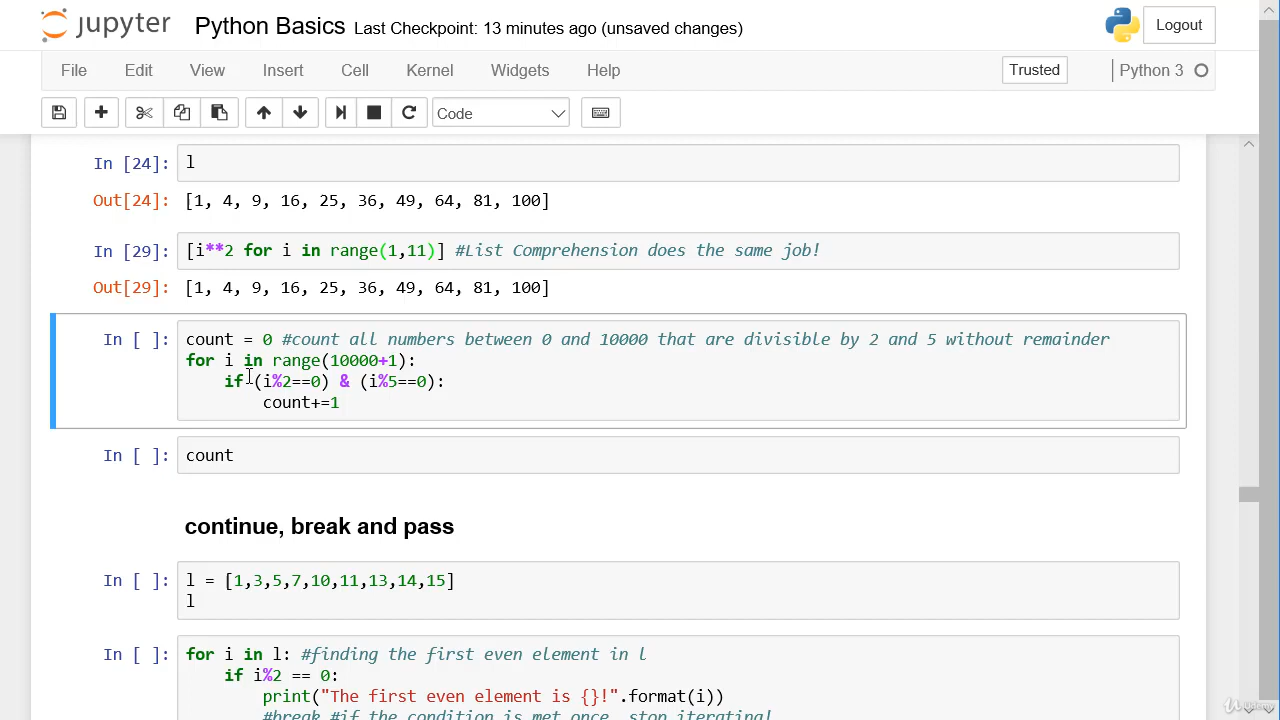 jupyter Python Basics Last Checkpoint: 13 minutes ago (unsaved changes) Logout
File Edit View Insert Cell Kernel Widgets Help Trusted Python 3
Code
In [24]: l
Out[24]: [1, 4, 9, 16, 25, 36, 49, 64, 81, 100]
In [29]: [i**2 for i in range(1,11)] #List Comprehension does the same job!
Out[29]: [1, 4, 9, 16, 25, 36, 49, 64, 81, 100]
In [ ]: count = 0 #count all numbers between 0 and 10000 that are divisible by 2 and 5 without remainder
for i in range(10000+1):
if (i%2==0) & (i%5==0):
count+=1
In [ ]: count
continue, break and pass
In [ ]: l = [1,3,5,7,10,11,13,14,15]
l
In [ ]: for i in l: #finding the first even element in l
if i%2 == 0:
print("The first even element is {}!".format(i))
#break #if the condition is met once, stop iterating!
Udemy